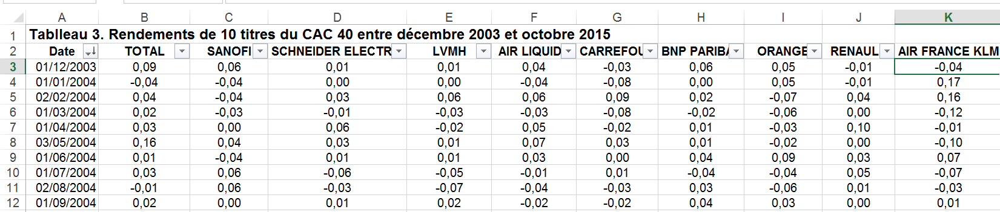 A B C D E F G H I J K
1 Tablleau 3. Rendements de 10 titres du CAC 40 entre décembre 2003 et octobre 2015
2 Date TOTAL SANOFI SCHNEIDER ELECTR LVMH AIR LIQUID CARREFOU BNP PARIBA ORANGE RENAUL AIR FRANCE KLM
3 01/12/2003 0,09 0,06 0,01 0,01 0,04 -0,03 0,06 0,05 -0,01 -0,04
4 01/01/2004 -0,04 -0,04 0,00 0,00 -0,04 -0,08 0,00 0,05 -0,01 0,17
5 02/02/2004 0,04 -0,04 0,03 0,06 0,06 0,09 0,02 -0,07 0,04 0,16
6 01/03/2004 0,02 -0,03 -0,01 -0,03 -0,03 -0,08 -0,02 -0,06 0,00 -0,12
7 01/04/2004 0,03 0,00 0,06 -0,02 0,05 -0,02 0,01 -0,03 0,10 -0,01
8 03/05/2004 0,16 0,04 0,03 0,01 0,07 0,03 0,01 -0,02 0,00 -0,10
9 01/06/2004 0,01 -0,04 0,01 0,01 0,03 0,00 0,04 0,09 0,03 0,07
10 01/07/2004 0,03 0,06 -0,06 -0,05 -0,01 0,01 -0,04 -0,04 0,05 -0,07
11 02/08/2004 -0,01 0,06 -0,03 -0,07 -0,04 -0,03 0,03 -0,06 0,01 -0,03
12 01/09/2004 0,02 0,00 0,01 0,02 -0,02 -0,02 0,04 0,03 0,00 0,01